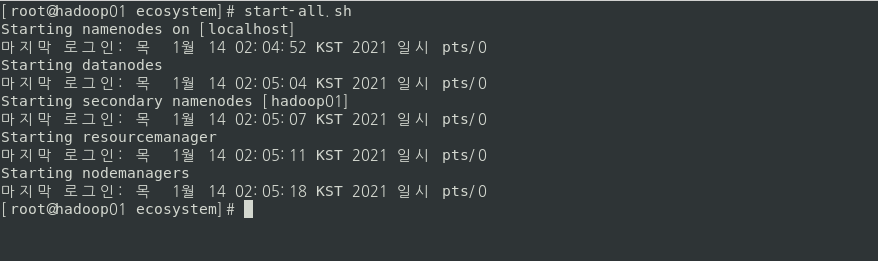 [root@hadoop01 ecosystem]# start-all.sh
Starting namenodes on [localhost]
마지막 로그인: 목  1월 14 02:04:52 KST 2021 일시 pts/0
Starting datanodes
마지막 로그인: 목  1월 14 02:05:04 KST 2021 일시 pts/0
Starting secondary namenodes [hadoop01]
마지막 로그인: 목  1월 14 02:05:07 KST 2021 일시 pts/0
Starting resourcemanager
마지막 로그인: 목  1월 14 02:05:11 KST 2021 일시 pts/0
Starting nodemanagers
마지막 로그인: 목  1월 14 02:05:18 KST 2021 일시 pts/0
[root@hadoop01 ecosystem]#